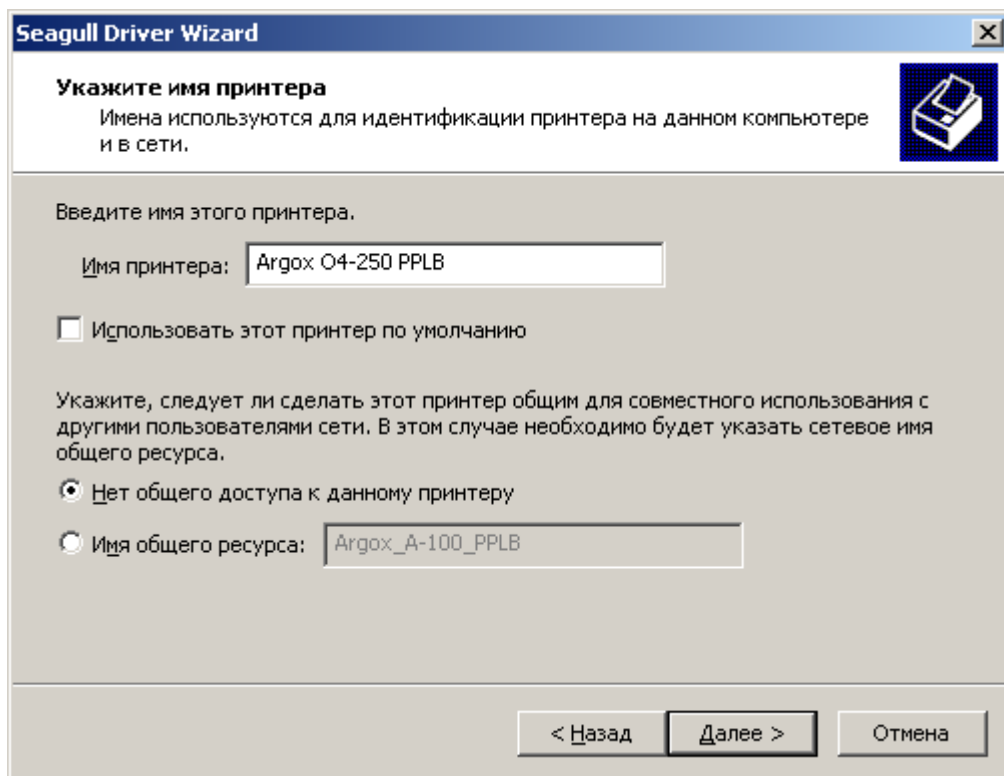 Seagull Driver Wizard
Укажите имя принтера
Имена используются для идентификации принтера на данном компьютере
и в сети.
Введите имя этого принтера.
Имя принтера: Argox O4-250 PPLB
Использовать этот принтер по умолчанию
Укажите, следует ли сделать этот принтер общим для совместного использования с
другими пользователями сети. В этом случае необходимо будет указать сетевое имя
общего ресурса.
Нет общего доступа к данному принтеру
Имя общего ресурса: Argox_A-100_PPLB
< Назад Далее > Отмена